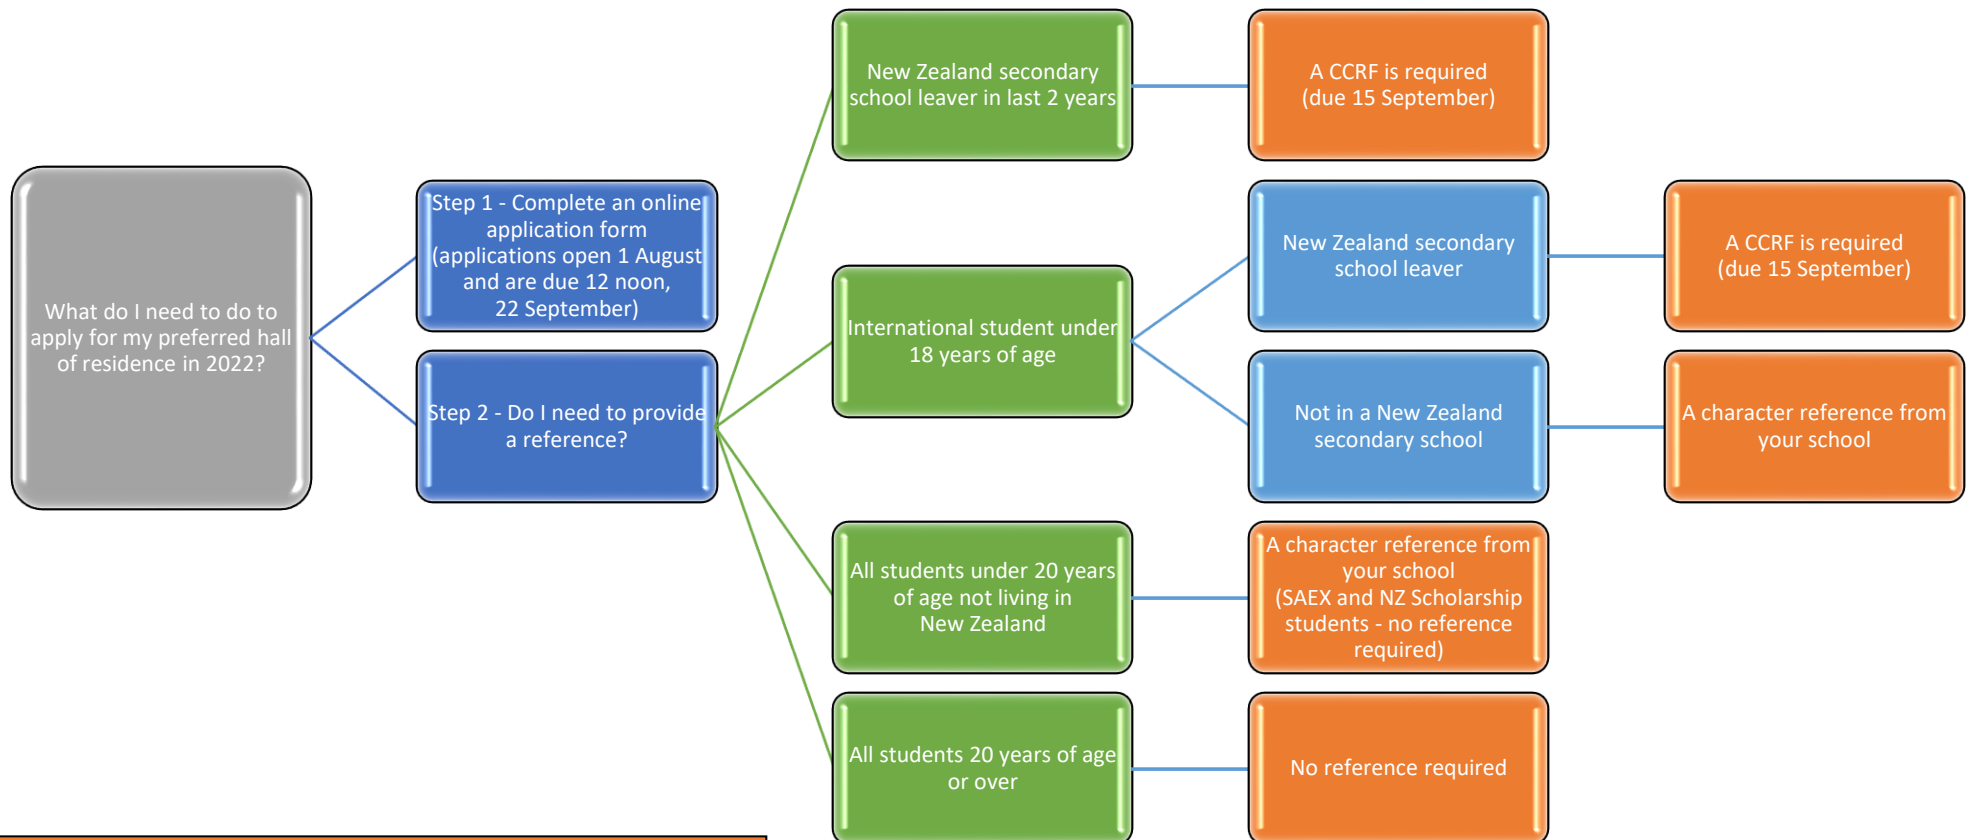 What do I need to do to
apply for my preferred hall
of residence in 2022?
Step 1 - Complete an online
application form
(applications open 1 August
and are due 12 noon,
22 September)
Step 2 - Do I need to provide
a reference?
New Zealand secondary
school leaver in last 2 years
A CCRF is required
(due 15 September)
International student under
18 years of age
New Zealand secondary
school leaver
A CCRF is required
(due 15 September)
Not in a New Zealand
secondary school
A character reference from
your school
All students under 20 years
of age not living in
New Zealand
A character reference from
your school
(SAEX and NZ Scholarship
students - no reference
required)
All students 20 years of age
or over
No reference required